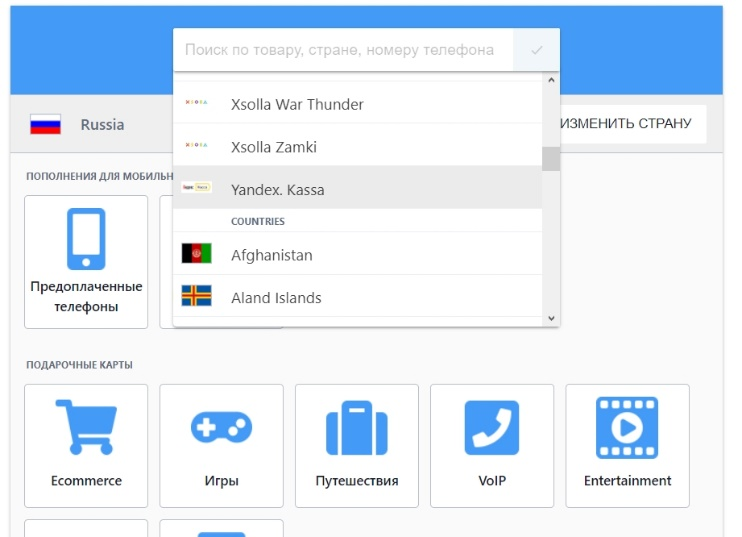 Поиск по товару, стране, номеру телефона
Xsolla War Thunder
Russia
ИЗМЕНИТЬ СТРАНУ
Xsolla Zamki
ПОПОЛНЕНИЯ ДЛЯ МОБИЛЬН
Yandex. Kassa
COUNTRIES
Afghanistan
Предоплаченные
телефоны
Aland Islands
ПОДАРОЧНЫЕ КАРТЫ
Ecommerce
Игры
Путешествия
VoIP
Entertainment